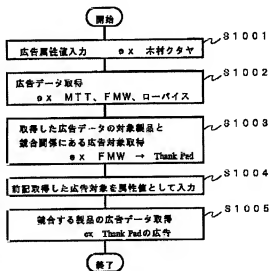 開始
S1001
広告属性値入力 ex 木村クタヤ
S1002
広告データ取得
ex MTT、FMW、ローバイス
S1003
取得した広告データの対象製品と
競合関係にある広告対象取得
ex FMW → Thank Pad
S1004
前記取得した広告対象を属性値として入力
S1005
競合する製品の広告データ取得
ex Thank Padの広告
終了